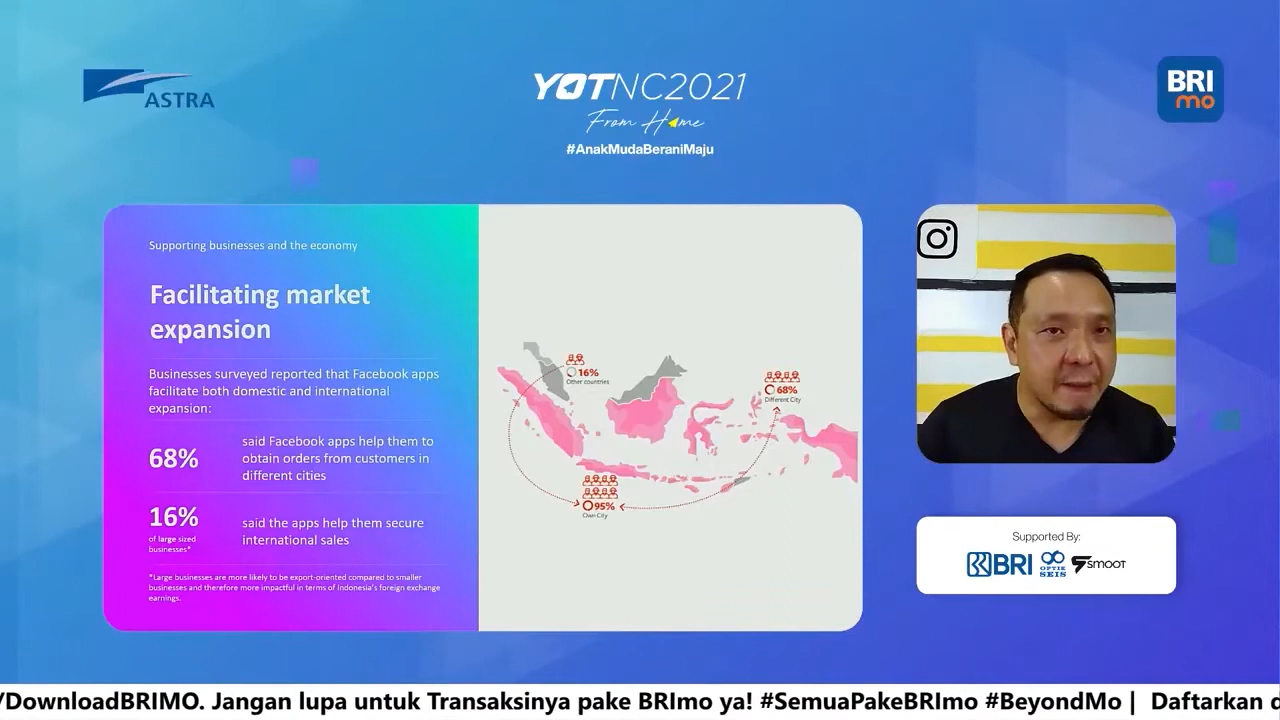 ASTRA
YOTNC2021
From Home
#AnakMudaBeraniMaju
BRI
mo
Supporting businesses and the economy
Facilitating market
expansion
Businesses surveyed reported that Facebook apps
facilitate both domestic and international
expansion:
68%
said Facebook apps help them to
obtain orders from customers in
different cities
16%
of large sized
businesses*
said the apps help them secure
international sales
*Large businesses are more likely to be export-oriented compared to smaller
businesses and therefore more impactful in terms of Indonesia's foreign exchange
earnings.
16%
Other countries
68%
Different City
95%
Own City
Supported By:
BRI
OPTIK
SEIS
SMOOT
/DownloadBRIMO. Jangan lupa untuk Transaksinya pake BRImo ya! #SemuaPakeBRImo #BeyondMo | Daftarkan d